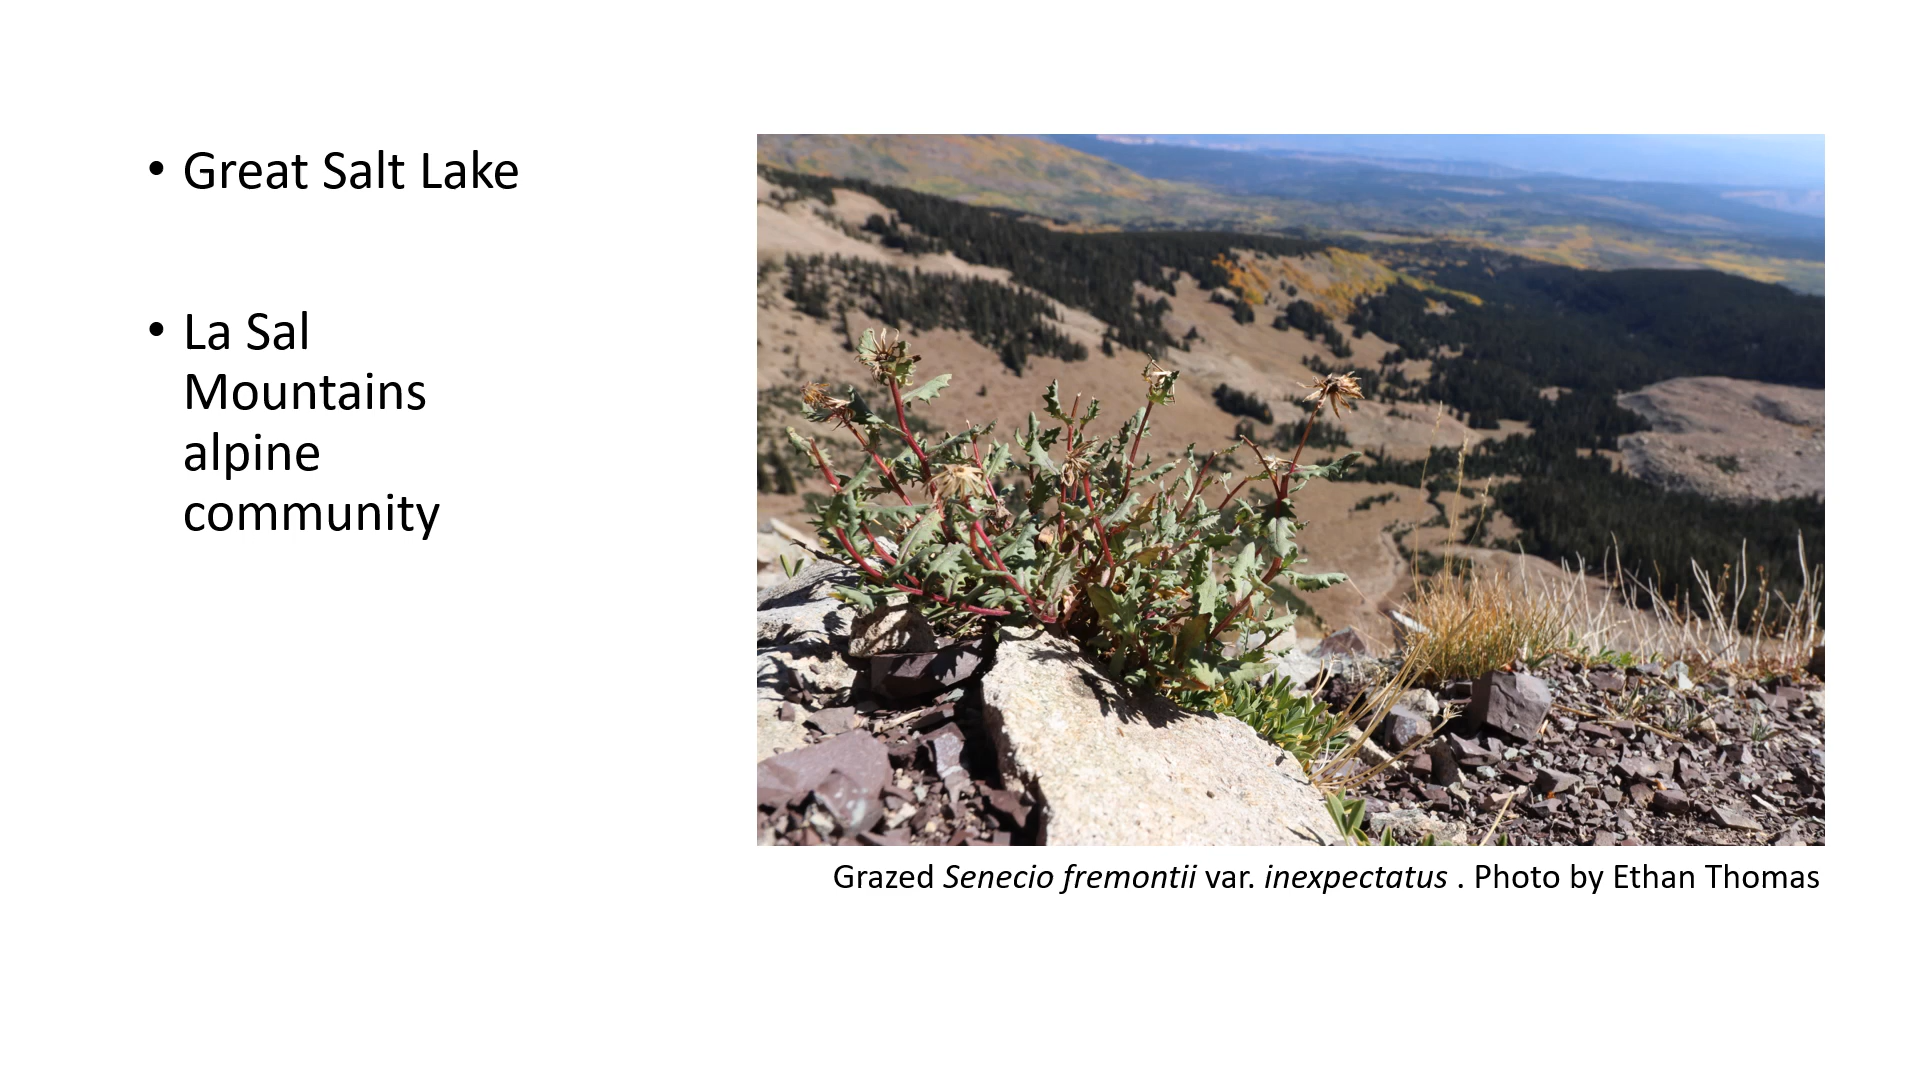 • Great Salt Lake
• La Sal
Mountains
alpine
community
Grazed Senecio fremontii var. inexpectatus . Photo by Ethan Thomas